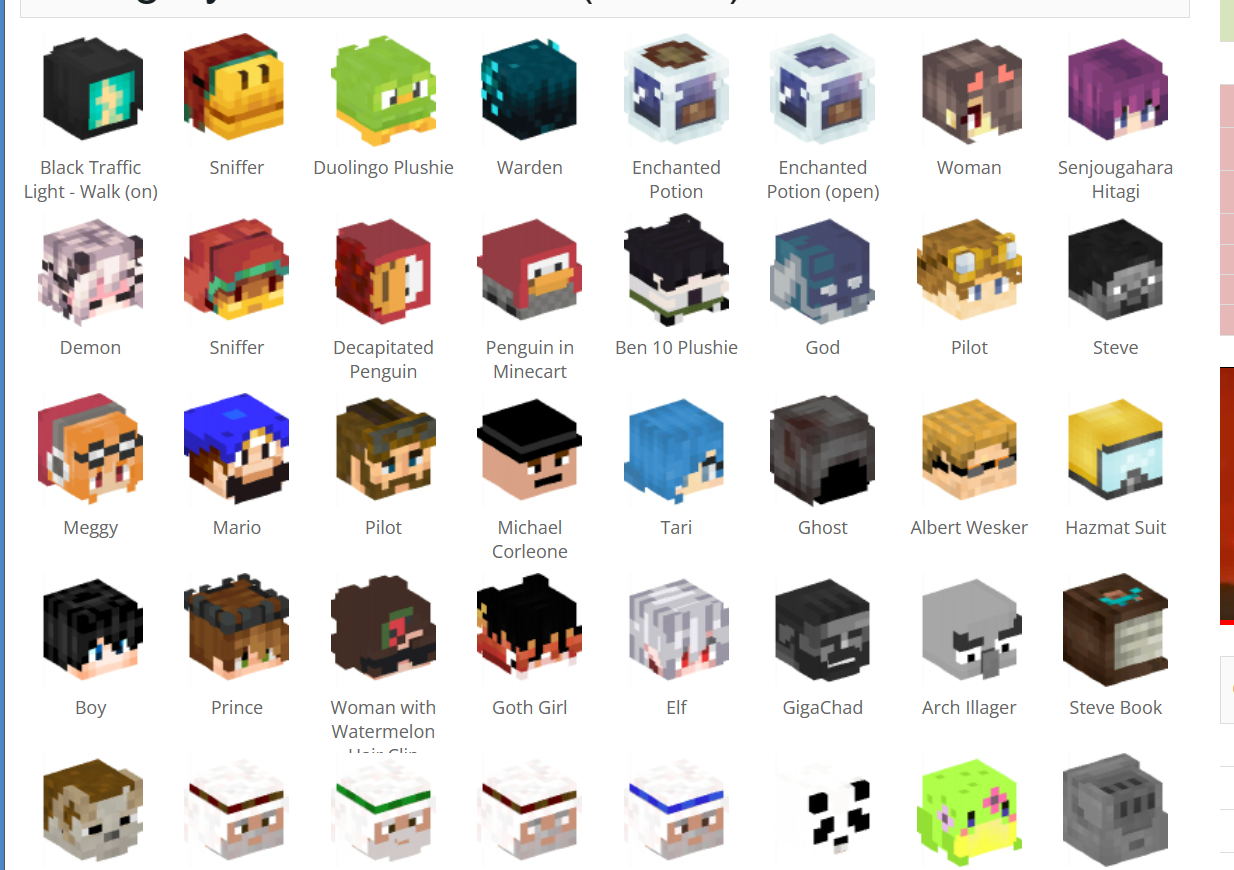 Black Traffic
Light - Walk (on)
Sniffer
Duolingo Plushie
Warden
Enchanted
Potion
Enchanted
Potion (open)
Woman
Senjougahara
Hitagi
Demon
Sniffer
Decapitated
Penguin
Penguin in
Minecart
Ben 10 Plushie
God
Pilot
Steve
Meggy
Mario
Pilot
Michael
Corleone
Tari
Ghost
Albert Wesker
Hazmat Suit
Boy
Prince
Woman with
Watermelon
Hair Clip
Goth Girl
Elf
GigaChad
Arch Illager
Steve Book